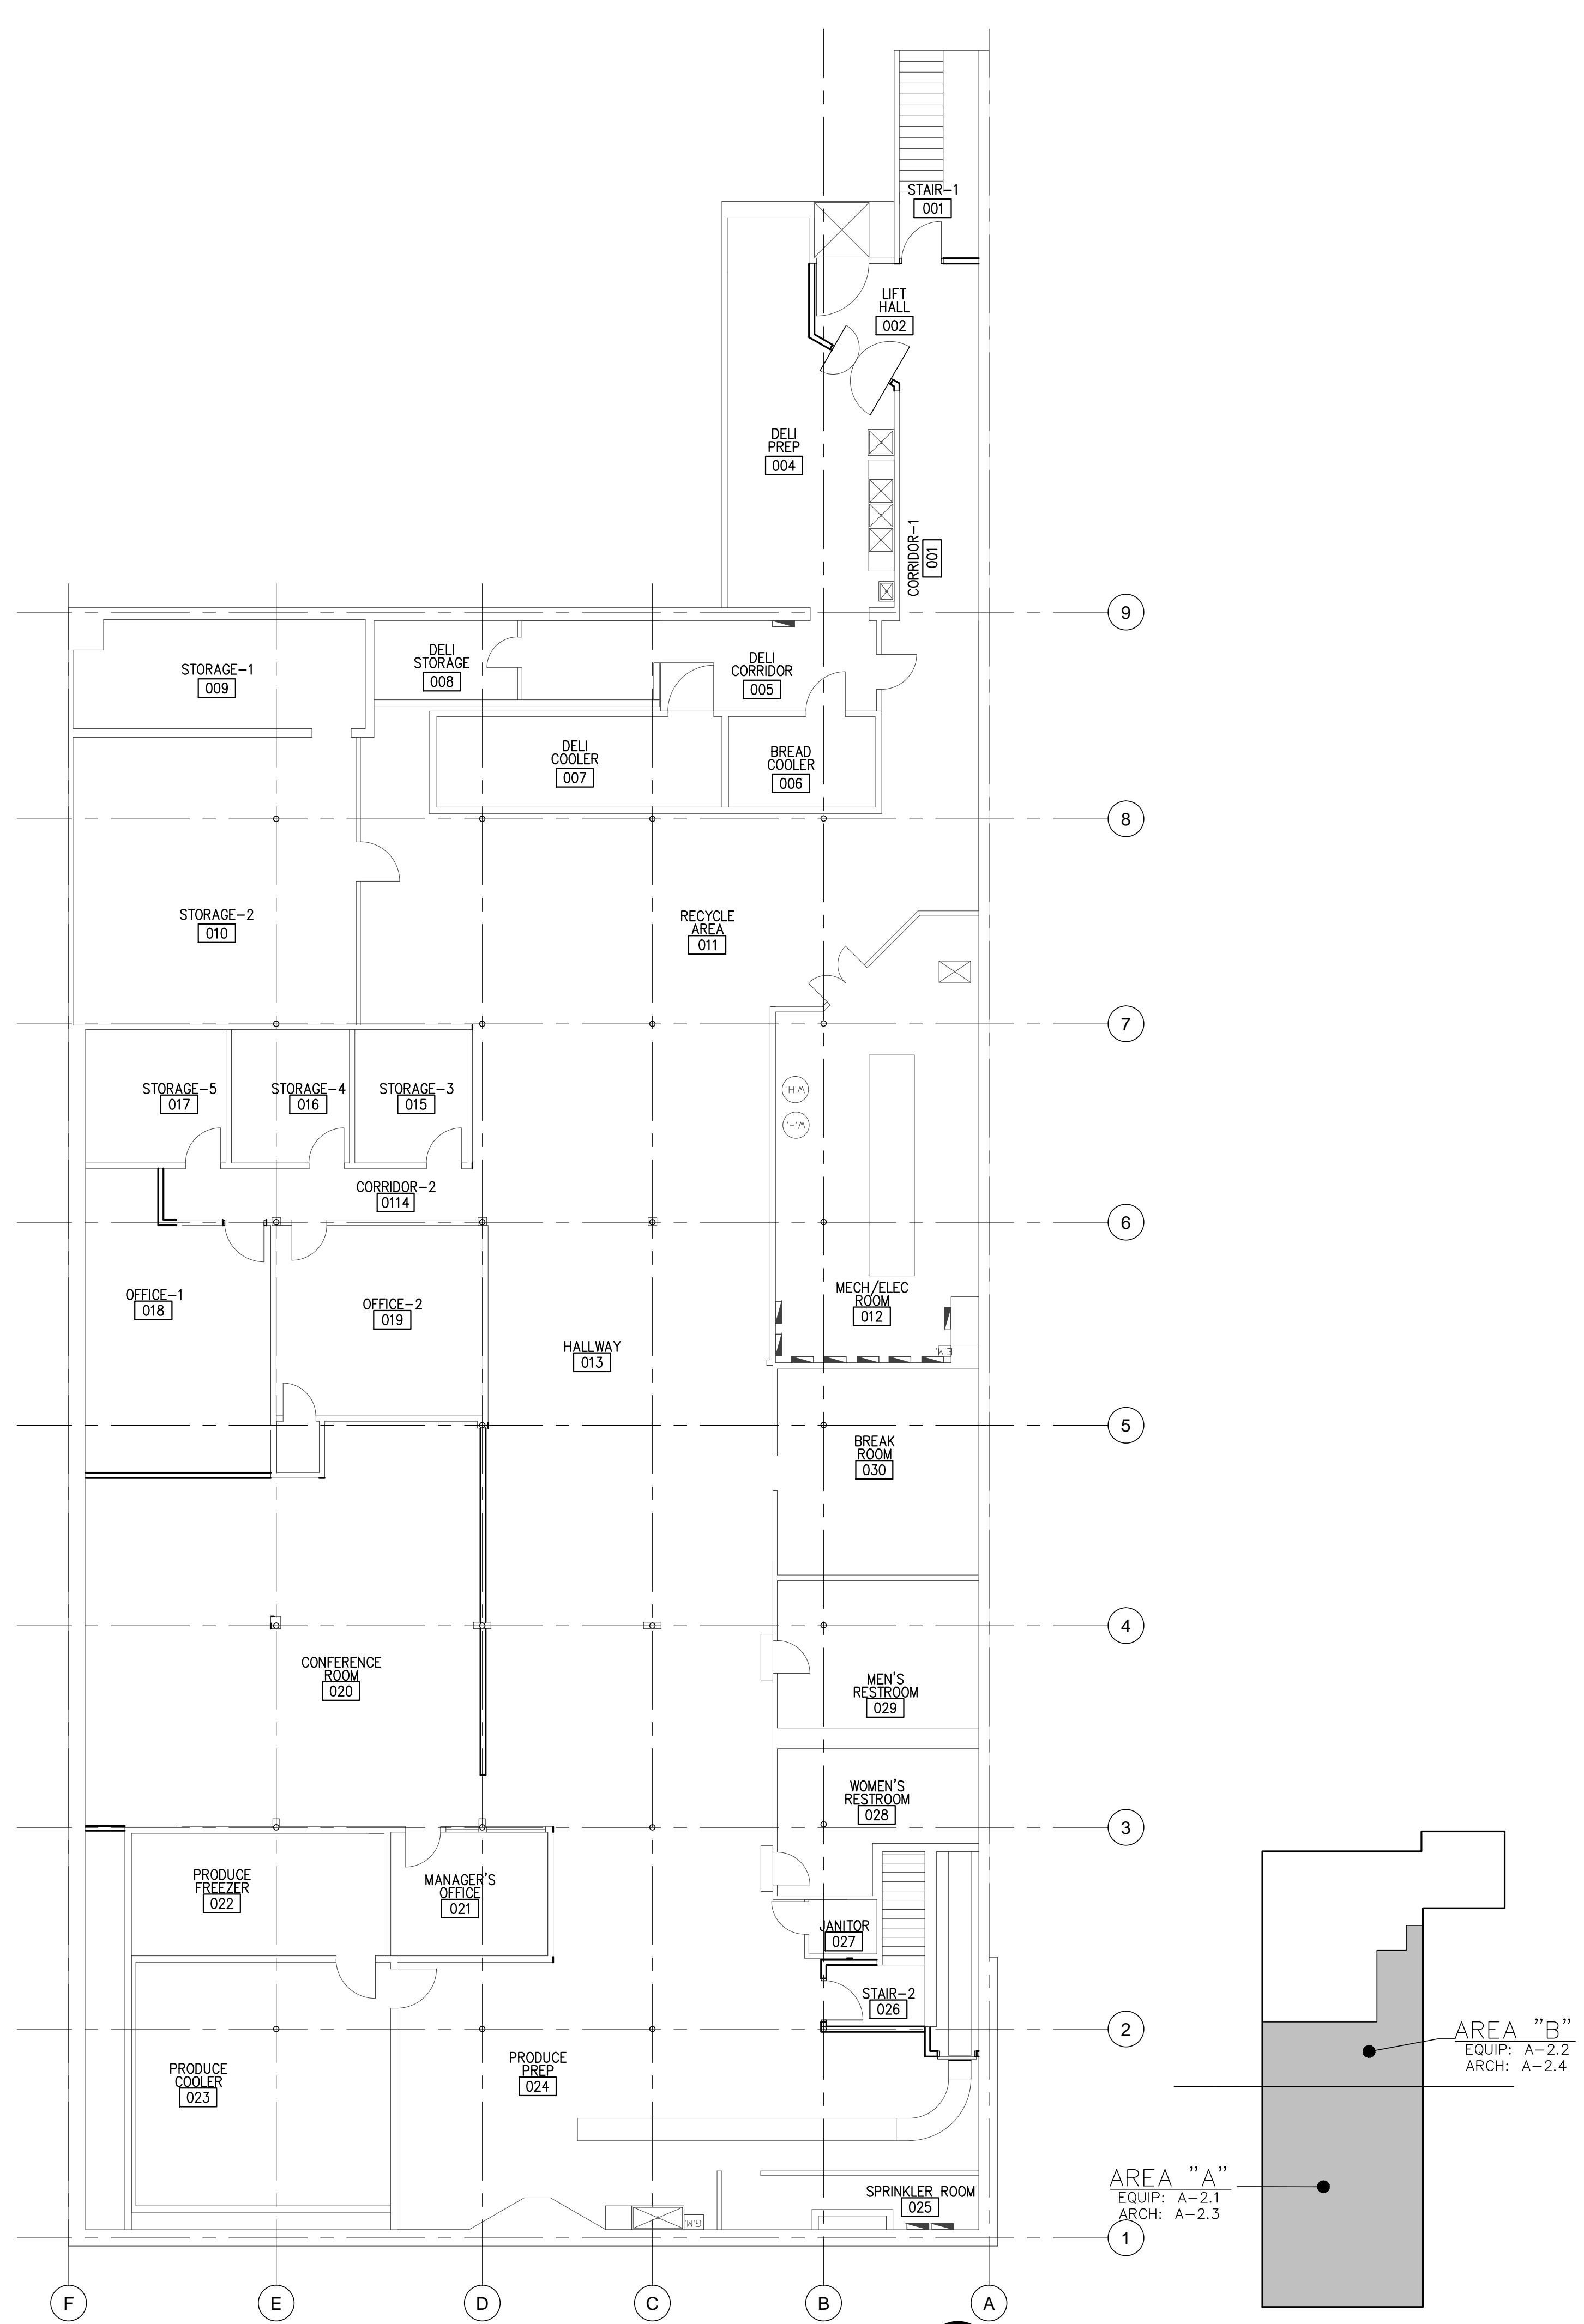 STAIR-1
001
LIFT
HALL
002
DELI
PREP
004
CORRIDOR-1
001
9
STORAGE-1
009
DELI
STORAGE
008
DELI
CORRIDOR
005
DELI
COOLER
007
BREAD
COOLER
006
8
STORAGE-2
010
RECYCLE
AREA
011
7
STORAGE-5
017
STORAGE-4
016
STORAGE-3
015
W.H.
W.H.
CORRIDOR-2
0114
6
OFFICE-1
018
OFFICE-2
019
MECH/ELEC
ROOM
012
E.M.
HALLWAY
013
5
BREAK
ROOM
030
4
CONFERENCE
ROOM
020
MEN'S
RESTROOM
029
WOMEN'S
RESTROOM
028
3
PRODUCE
FREEZER
022
MANAGER'S
OFFICE
021
JANITOR
027
STAIR-2
026
2
PRODUCE
COOLER
023
PRODUCE
PREP
024
SPRINKLER ROOM
025
G.M.
1
F
E
D
C
B
A
AREA "B"
EQUIP: A-2.2
ARCH: A-2.4
AREA "A"
EQUIP: A-2.1
ARCH: A-2.3